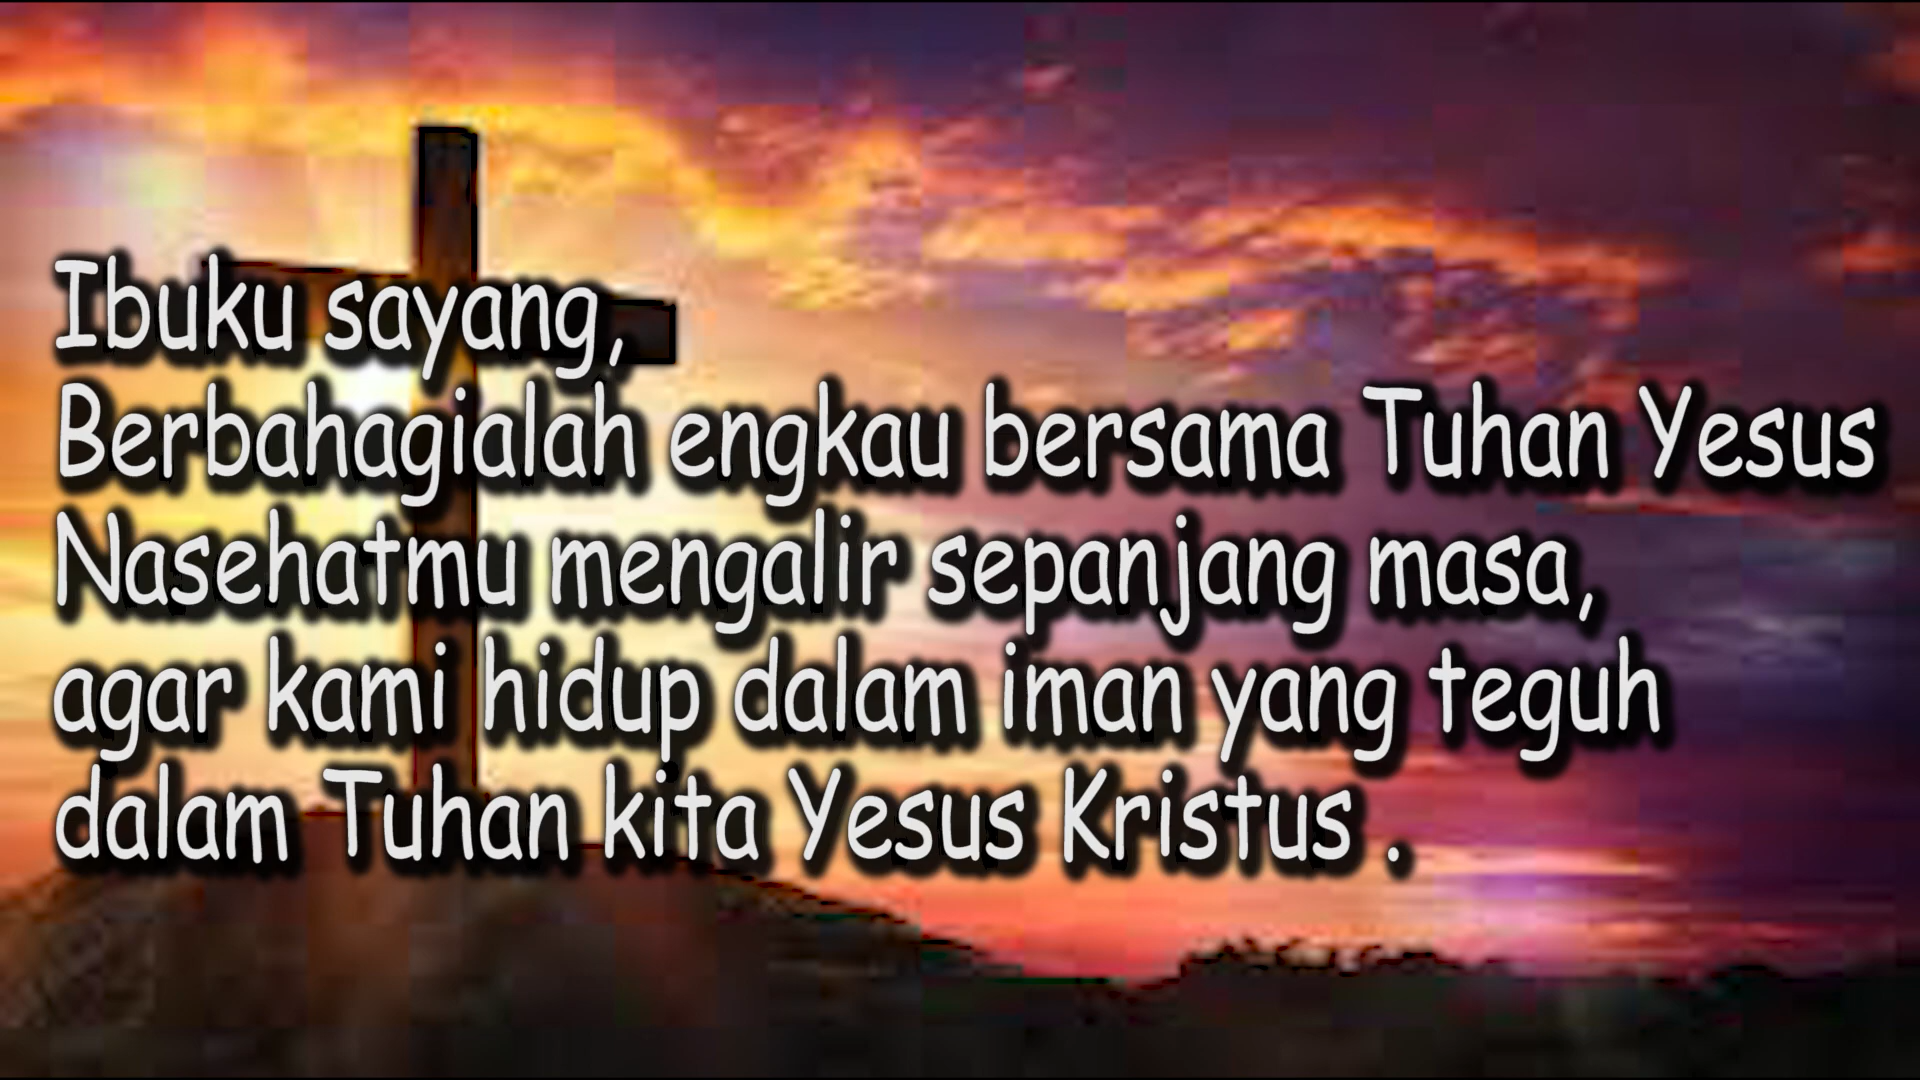 Ibuku sayang,
Berbahagialah engkau bersama Tuhan Yesus
Nasehatmu mengalir sepanjang masa,
agar kami hidup dalam iman yang teguh
dalam Tuhan kita Yesus Kristus .